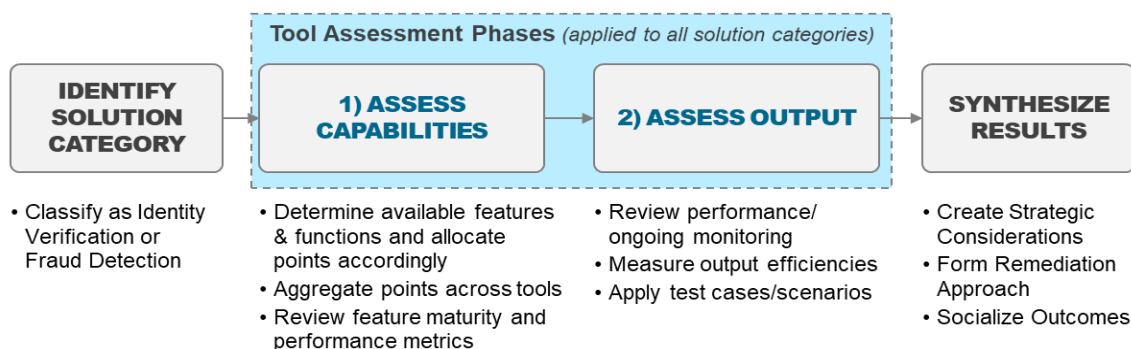 Tool Assessment Phases (applied to all solution categories)
IDENTIFY
SOLUTION
CATEGORY
1) ASSESS
CAPABILITIES
2) ASSESS OUTPUT
SYNTHESIZE
RESULTS
• Classify as Identity
Verification or
Fraud Detection
• Determine available features
& functions and allocate
points accordingly
• Aggregate points across tools
• Review feature maturity and
performance metrics
• Review performance/
ongoing monitoring
• Measure output efficiencies
• Apply test cases/scenarios
• Create Strategic
Considerations
• Form Remediation
Approach
• Socialize Outcomes